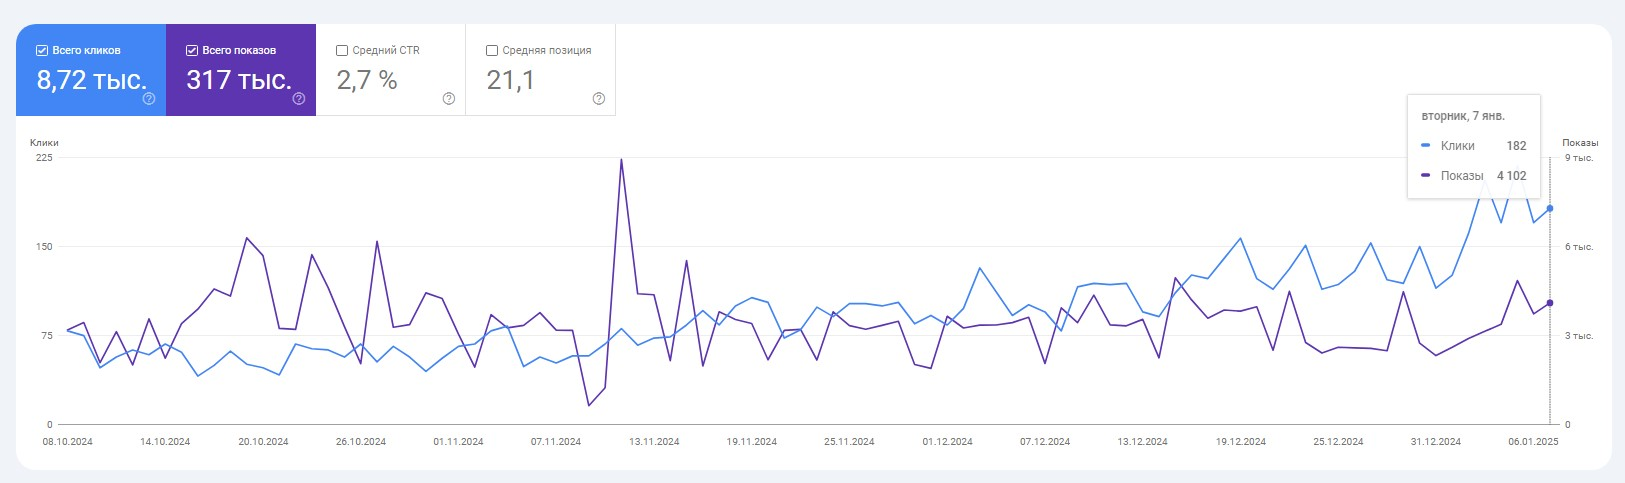 Всего кликов
8,72 тыс.
Всего показов
317 тыс.
Средний CTR
2,7 %
Средняя позиция
21,1
вторник, 7 янв.
Клики 182
Показы 4 102
Клики
Показы
225
9 тыс.
150
6 тыс.
75
3 тыс.
0
0
08.10.2024 14.10.2024 20.10.2024 26.10.2024 01.11.2024 07.11.2024 13.11.2024 19.11.2024 25.11.2024 01.12.2024 07.12.2024 13.12.2024 19.12.2024 25.12.2024 31.12.2024 06.01.2025